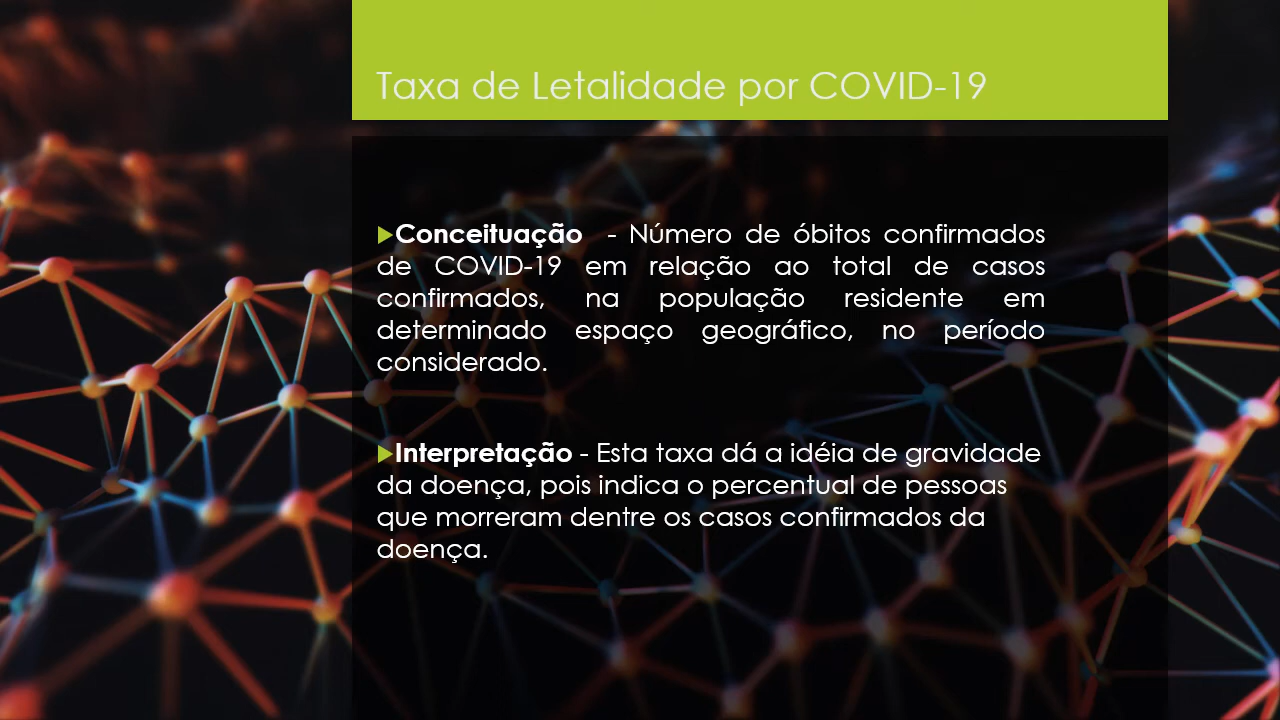 Taxa de Letalidade por COVID-19
Conceituação - Número de óbitos confirmados
de COVID-19 em relação ao total de casos
confirmados, na população residente em
determinado espaço geográfico, no período
considerado.
Interpretação - Esta taxa dá a idéia de gravidade
da doença, pois indica o percentual de pessoas
que morreram dentre os casos confirmados da
doença.